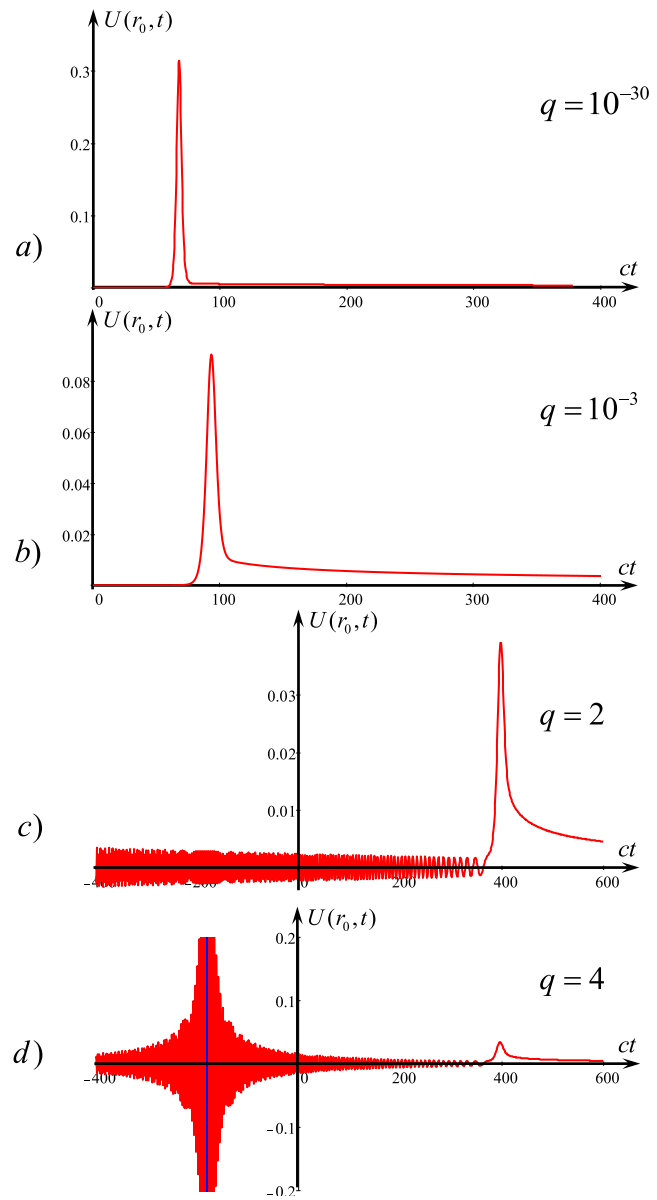 U(r₀,t)
0.3
q = 10⁻³⁰
0.2
0.1
a)
ct
0 100 200 300 400
U(r₀,t)
0.08
q = 10⁻³
0.06
0.04
b)
0.02
ct
0 100 200 300 400
U(r₀,t)
0.03
q = 2
0.02
0.01
c)
ct
200 400 600
U(r₀,t)
0.2
q = 4
0.1
d)
ct
−400 0 200 400 600
−0.1
−0.2